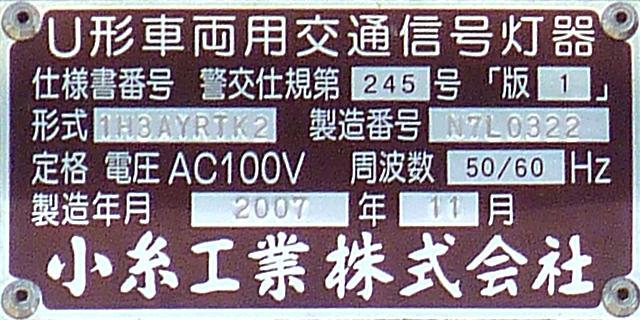 U形車両用交通信号灯器
仕様書番号 警交仕規第 245 号「版 1」
形式 1H3AYRTK2 製造番号 N7L0322
定格 電圧 AC100V 周波数 50/60 Hz
製造年月 2007 年 11 月
小糸工業株式会社